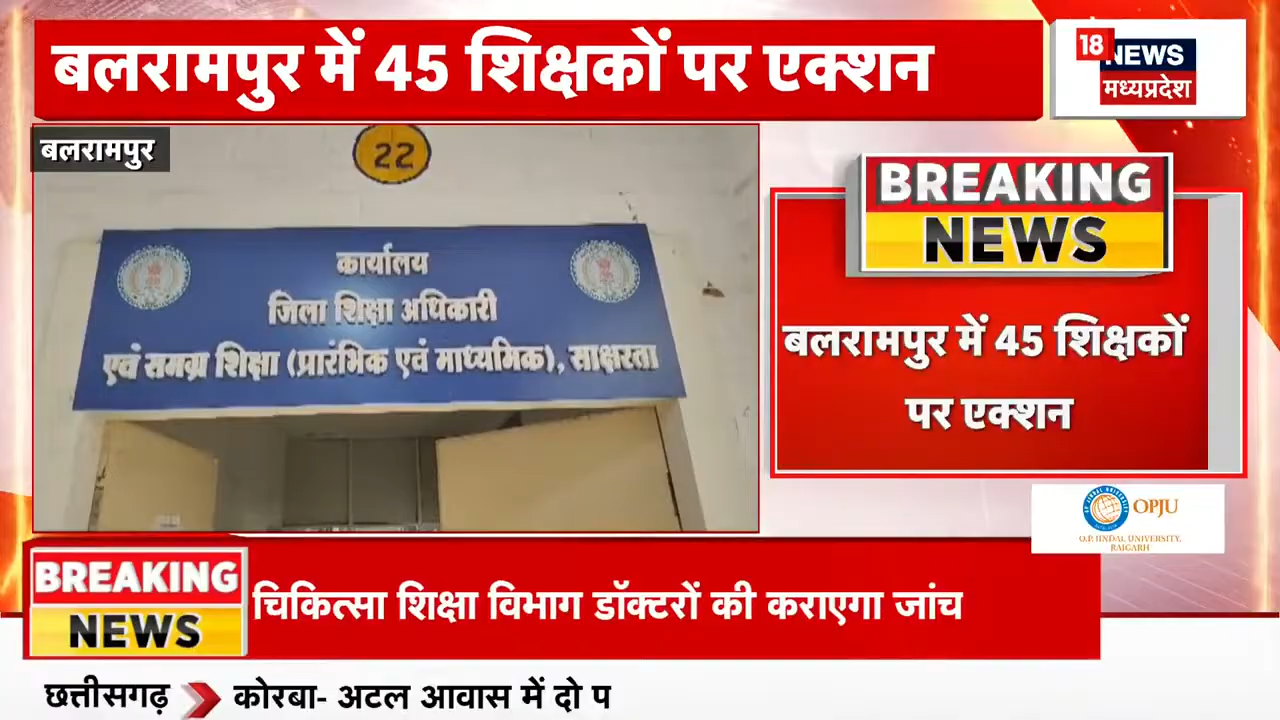 बलरामपुर में 45 शिक्षकों पर एक्शन
18
NEWS
मध्यप्रदेश
बलरामपुर
22
कार्यालय
जिला शिक्षा अधिकारी
एवं समग्र शिक्षा (प्रारंभिक एवं माध्यमिक), साक्षरता
BREAKING
NEWS
बलरामपुर में 45 शिक्षकों
पर एक्शन
OPJU
O.P. JINDAL UNIVERSITY,
RAIGARH
BREAKING
NEWS
चिकित्सा शिक्षा विभाग डॉक्टरों की कराएगा जांच
छत्तीसगढ़
कोरबा- अटल आवास में दो प